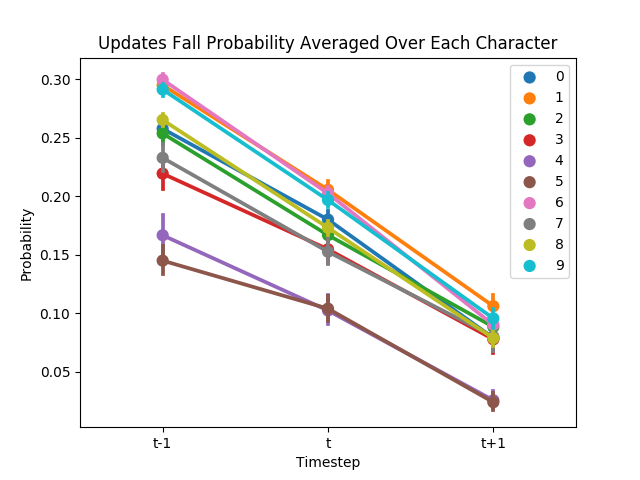 Updates Fall Probability Averaged Over Each Character
0.30
0.25
0.20
0.15
0.10
0.05
Probability
t-1
t
t+1
Timestep
0
1
2
3
4
5
6
7
8
9